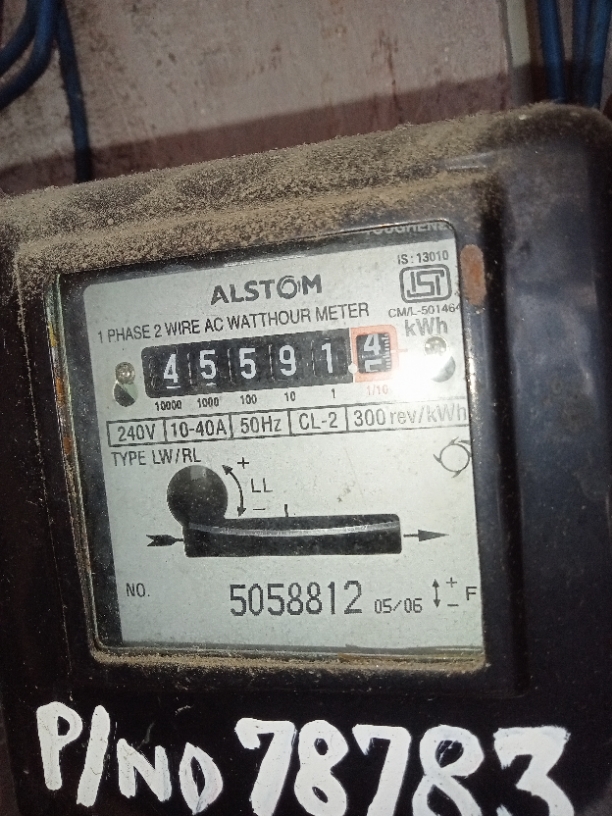 IS : 13010
ALSTOM
ISI
CM/L-50146
1 PHASE 2 WIRE AC WATTHOUR METER
kWh
4 5 5 9 1 4
10000 1000 100 10 1 1/10
240V 10-40A 50Hz CL-2 300 rev/kWh
TYPE LW/RL
+
LL
−
NO. 5058812 05/06 + − F
P/NO 78783